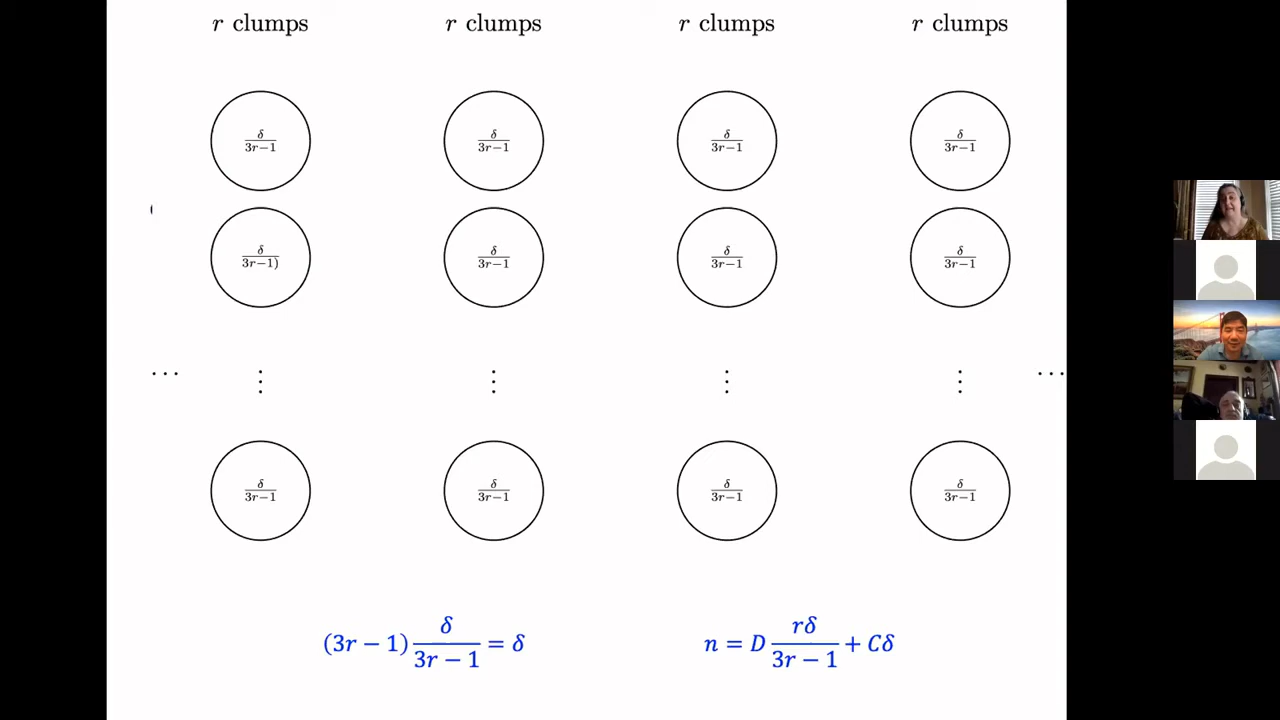 r clumps r clumps r clumps r clumps
δ/3r−1 δ/3r−1 δ/3r−1 δ/3r−1
δ/3r−1) δ/3r−1 δ/3r−1 δ/3r−1
⋯ ⋮ ⋮ ⋮ ⋮ ⋯
δ/3r−1 δ/3r−1 δ/3r−1 δ/3r−1
(3r − 1) δ/3r − 1 = δ n = D rδ/3r − 1 + Cδ